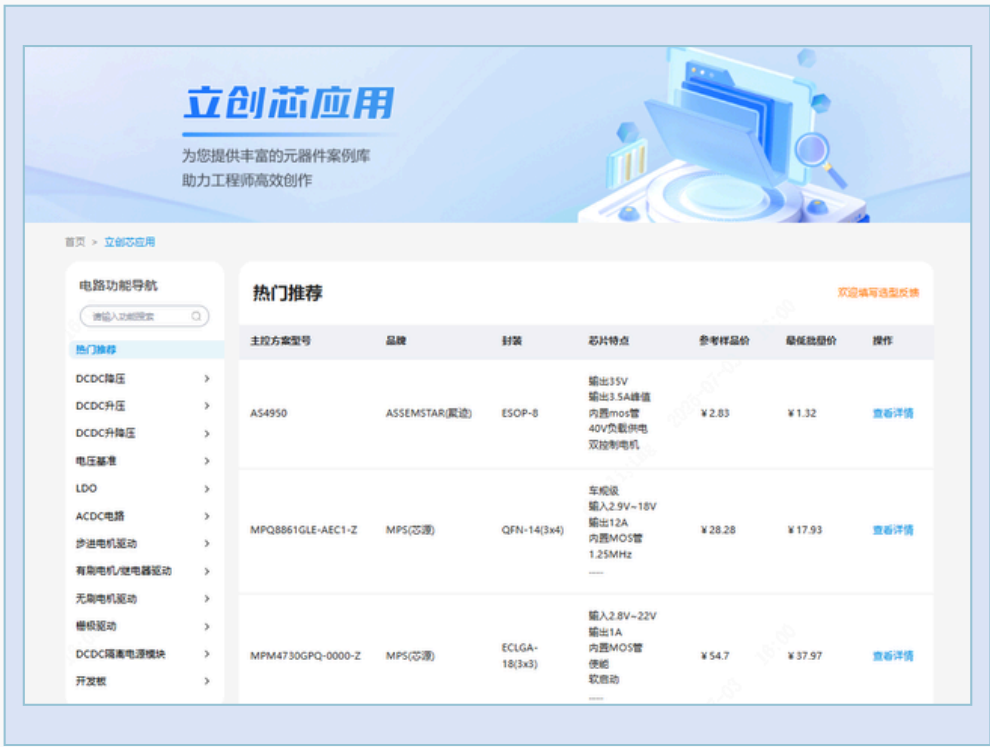 立创芯应用
为您提供丰富的元器件案例库
助力工程师高效创作
首页 > 立创芯应用
电路功能导航
请输入功能搜索
热门推荐
DCDC降压
DCDC升压
DCDC升降压
电压基准
LDO
ACDC电路
步进电机驱动
有刷电机/继电器驱动
无刷电机驱动
栅极驱动
DCDC隔离电源模块
开发板
热门推荐
欢迎填写选型反馈
主控方案型号 品牌 封装 芯片特点 参考样品价 最低批量价 操作
AS4950 ASSEMSTAR(聚迹) ESOP-8
输出35V
输出3.5A峰值
内置mos管
40V负载供电
双控制电机
¥2.83 ¥1.32 查看详情
MPQ8861GLE-AEC1-Z MPS(芯源) QFN-14(3x4)
车规级
输入2.9V~18V
输出12A
内置MOS管
1.25MHz
......
¥28.28 ¥17.93 查看详情
MPM4730GPQ-0000-Z MPS(芯源) ECLGA-
18(3x3)
输入2.8V~22V
输出1A
内置MOS管
使能
软启动
......
¥54.7 ¥37.97 查看详情